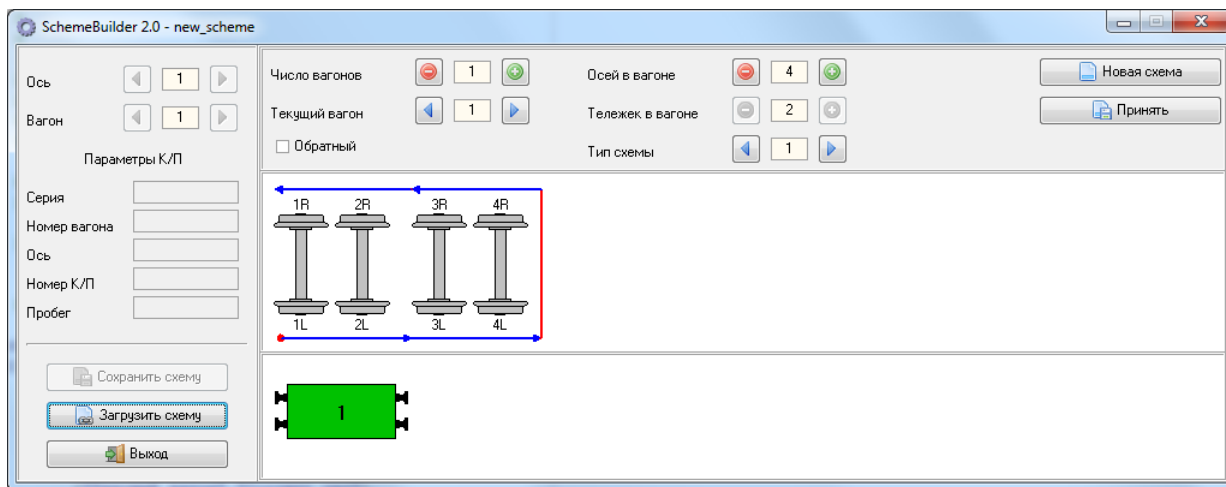 SchemeBuilder 2.0 - new_scheme
Ось 1
Вагон 1
Параметры К/П
Серия
Номер вагона
Ось
Номер К/П
Пробег
Сохранить схему
Загрузить схему
Выход
Число вагонов 1 Осей в вагоне 4 Новая схема
Текущий вагон 1 Тележек в вагоне 2 Принять
Обратный Тип схемы 1
1R 2R 3R 4R
1L 2L 3L 4L
1